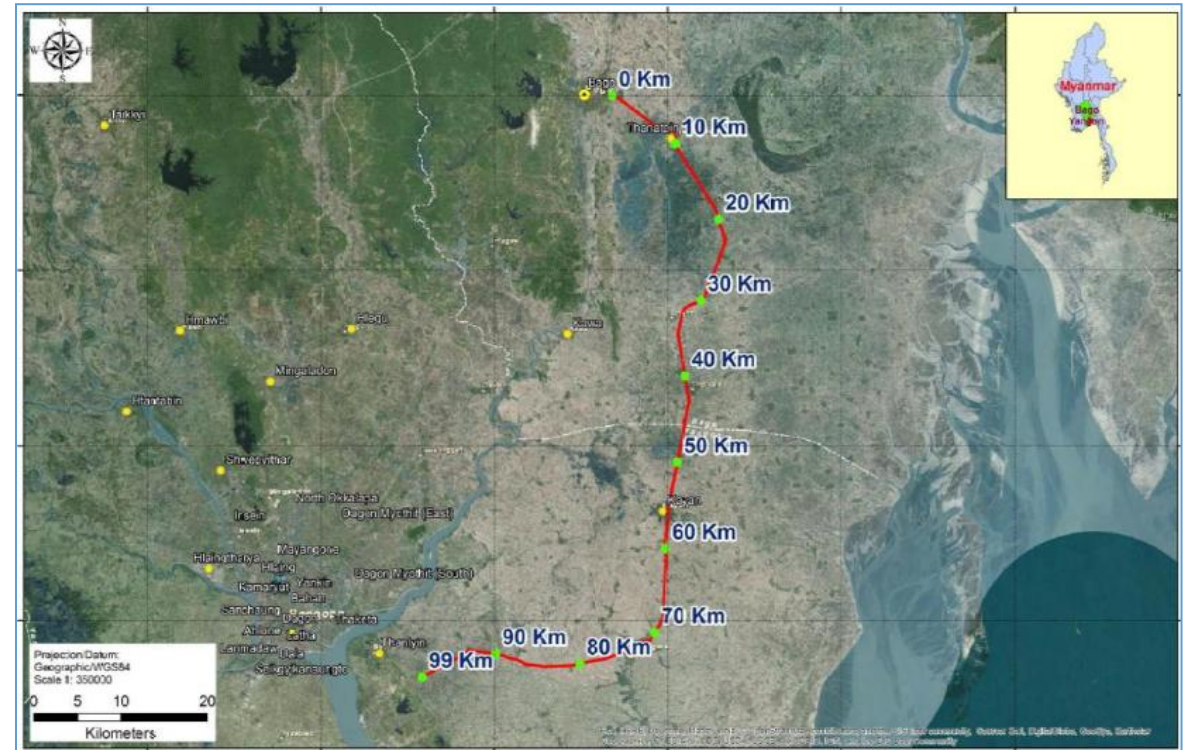 N
W E
S
Bago
0 Km
Myanmar
Bago
Yangon
Taikkyi
Thanatpin
10 Km
20 Km
30 Km
Hmawbi
Hlegu
Kawa
40 Km
Mingaladon
Htantabin
50 Km
Shwepyithar
North Okkalapa
Kayan
Insein
Dagon Myothit (East)
60 Km
Mayangone
Hlaingtharya
Hlaing
Dagon Myothit (South)
Yankin
Kamaryut
Bahan
Sanchaung
Dagon
Thaketa
70 Km
Ahlone
Latha
90 Km
Thanlyin
80 Km
Lanmadaw
Dala
99 Km
Seikgyikanaungto
Projection/Datum:
Geographic/WGS84
Scale 1: 350000
0 5 10 20
Kilometers